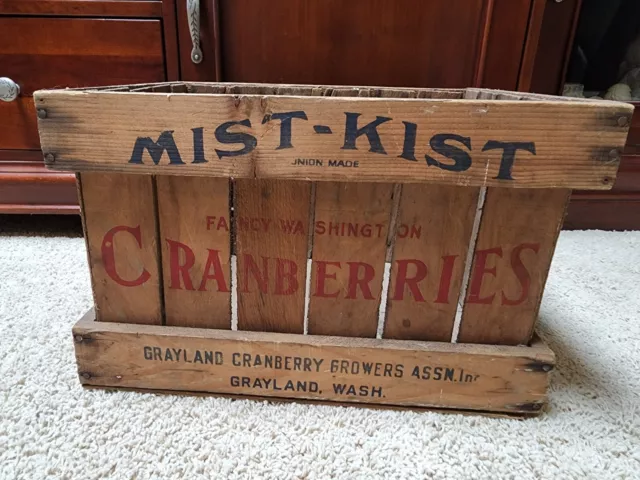 MIST-KIST
UNION MADE
FANCY WASHINGTON
CRANBERRIES
GRAYLAND CRANBERRY GROWERS ASSN. Inc
GRAYLAND, WASH.